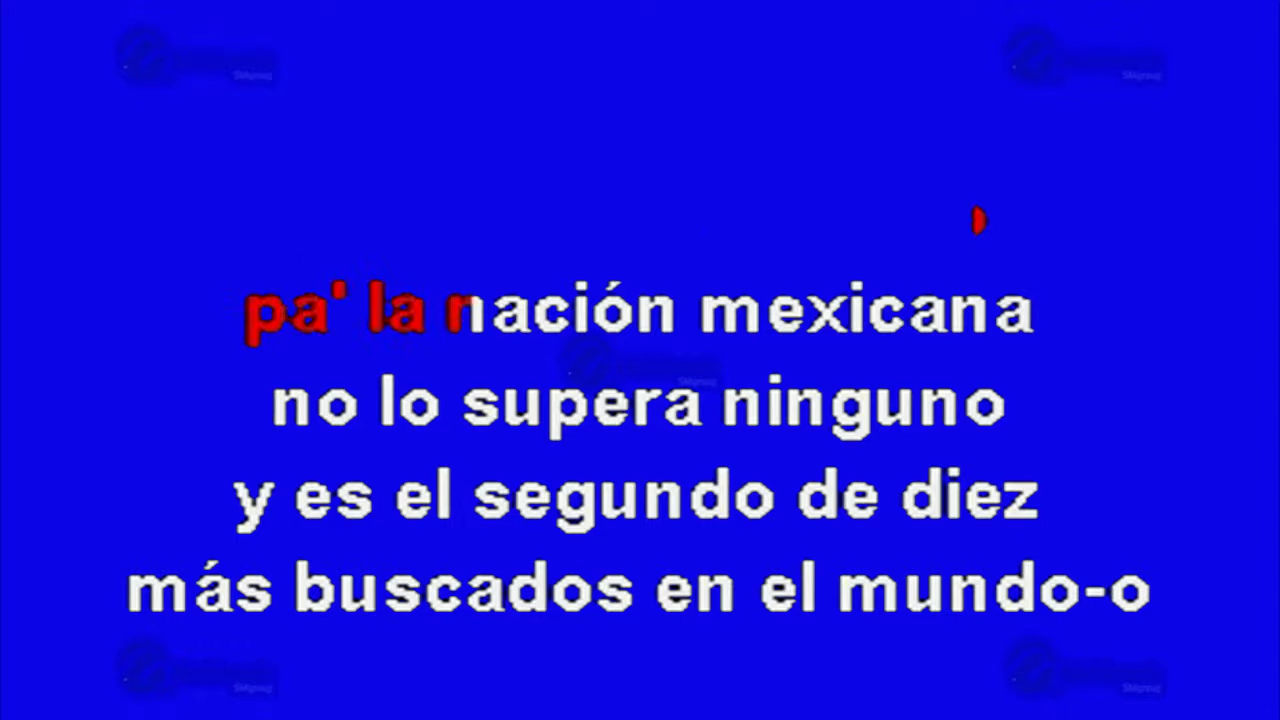 pa' la nación mexicana
no lo supera ninguno
y es el segundo de diez
más buscados en el mundo-o